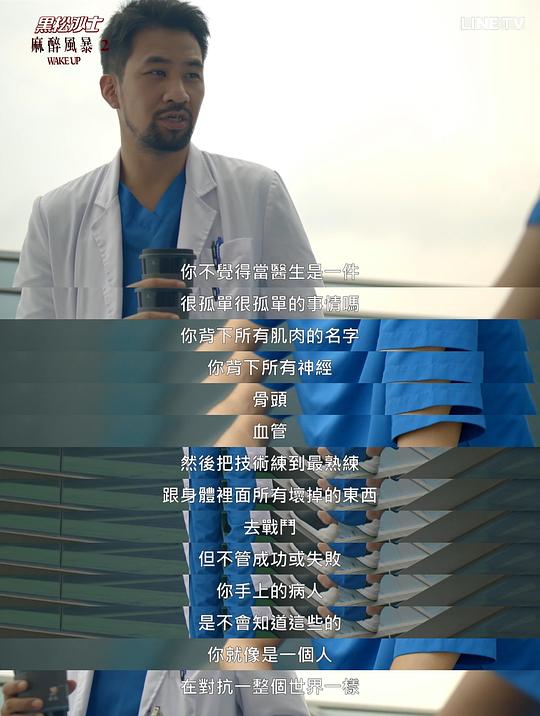 黑松沙士
LINE TV
麻醉風暴 2
WAKE UP
你不覺得當醫生是一件
很孤單很孤單的事情嗎
你背下所有肌肉的名字
你背下所有神經
骨頭
血管
然後把技術練到最熟練
跟身體裡面所有壞掉的東西
去戰鬥
但不管成功或失敗
你手上的病人
是不會知道這些的
你就像是一個人
在對抗一整個世界一樣